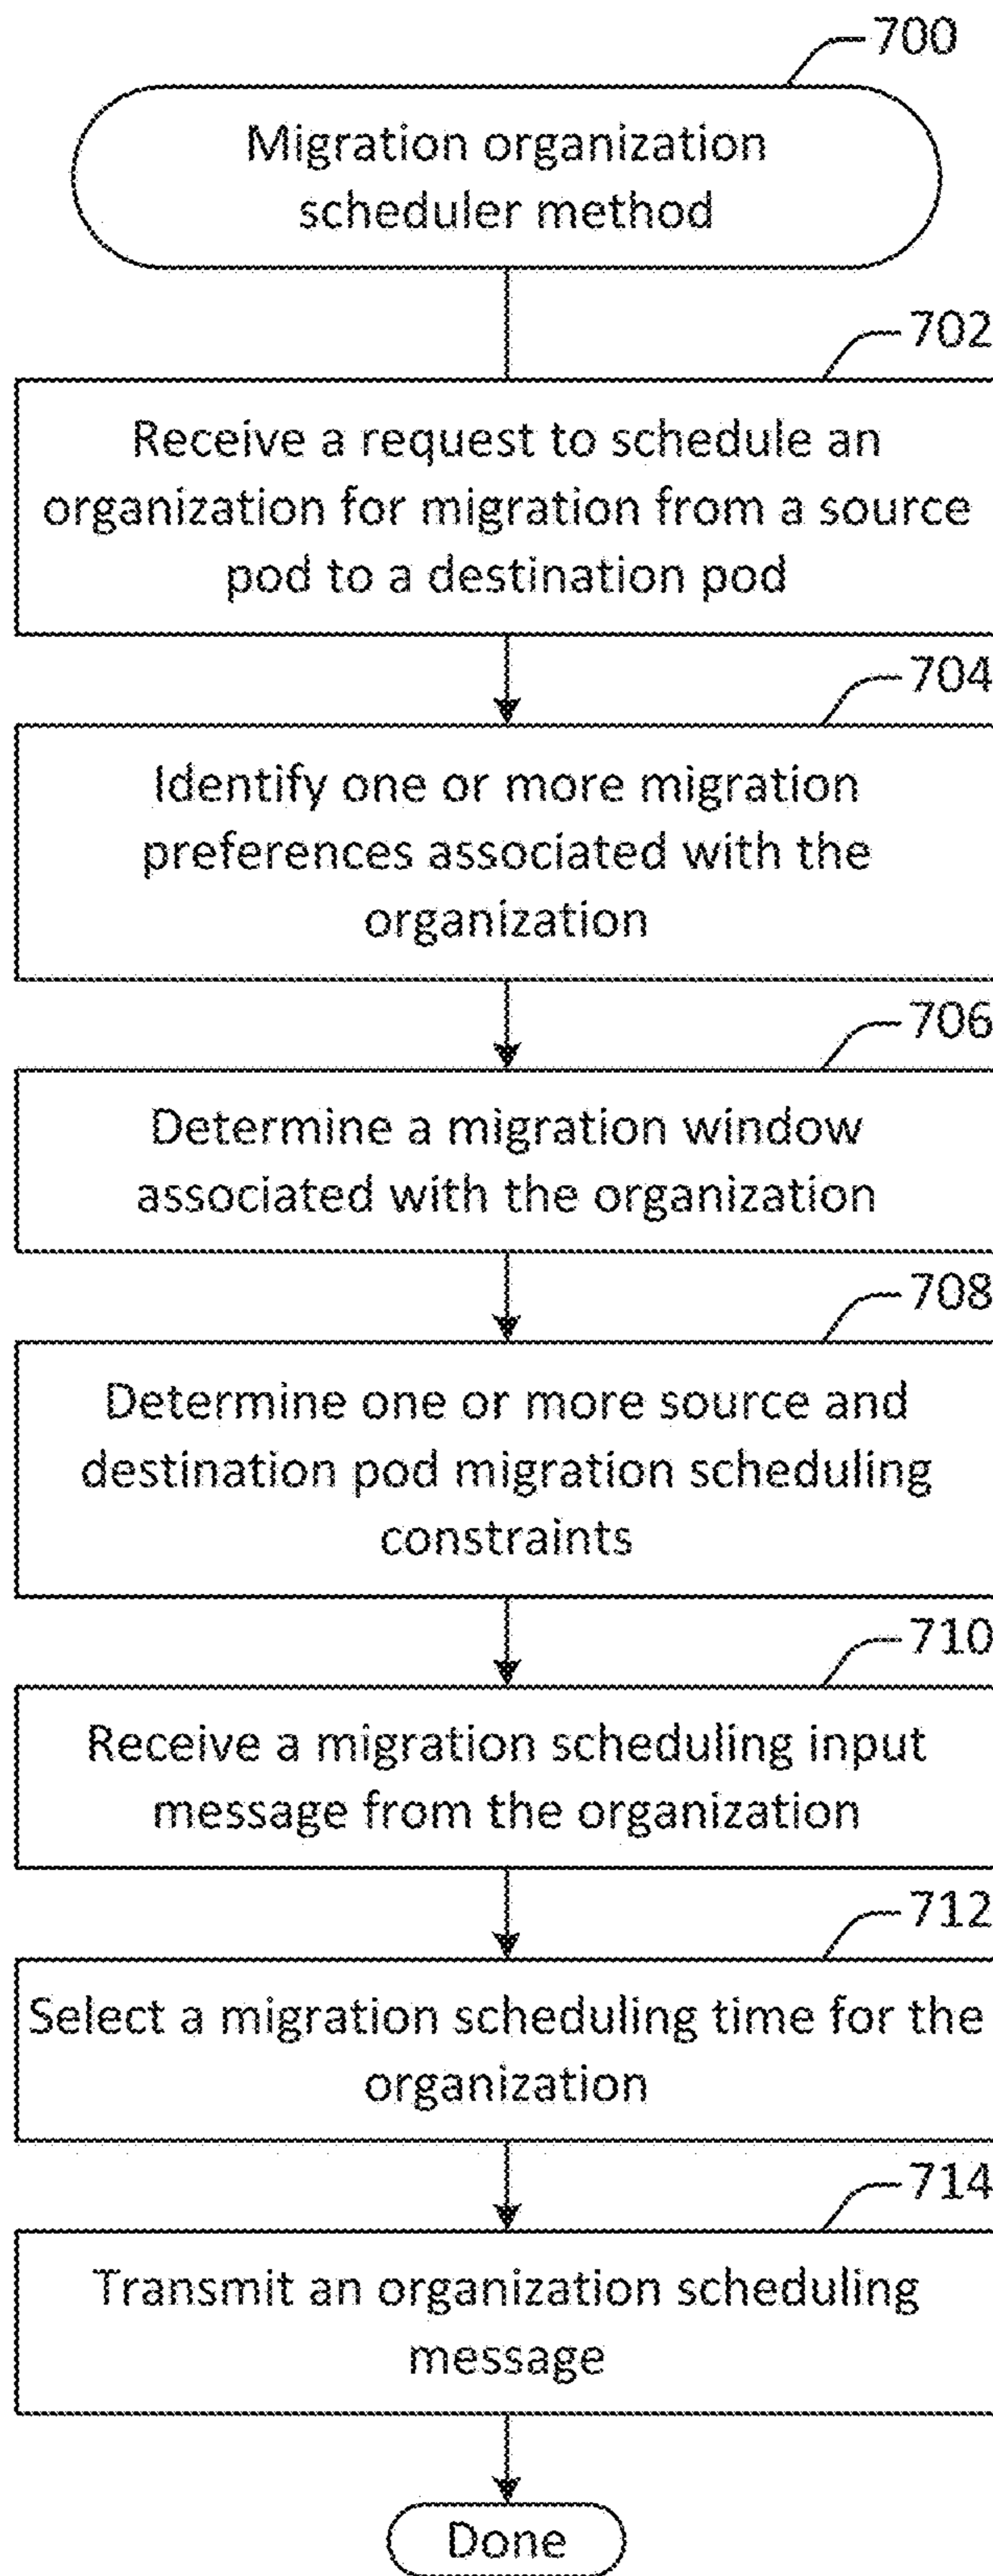 700
Migration organization
scheduler method
702
Receive a request to schedule an
organization for migration from a source
pod to a destination pod
704
Identify one or more migration
preferences associated with the
organization
706
Determine a migration window
associated with the organization
708
Determine one or more source and
destination pod migration scheduling
constraints
710
Receive a migration scheduling input
message from the organization
712
Select a migration scheduling time for the
organization
714
Transmit an organization scheduling
message
Done